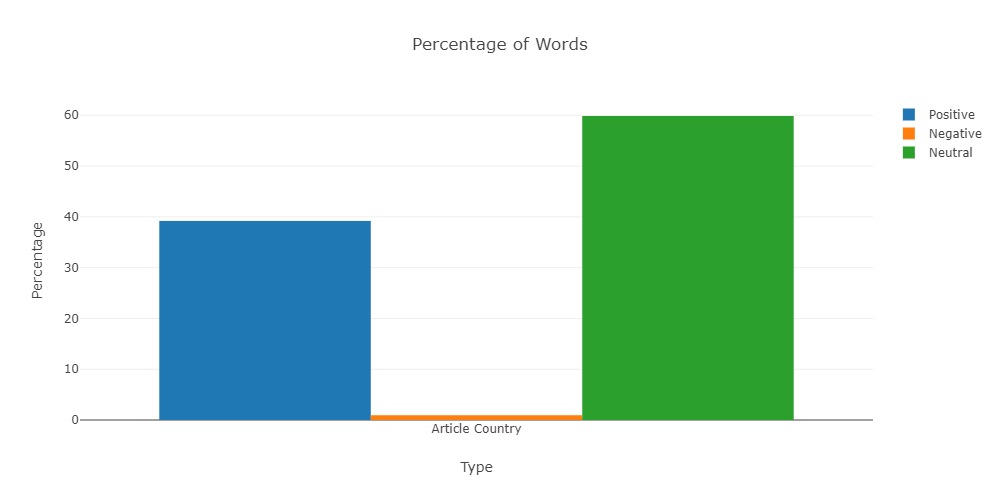 Percentage of Words
60
50
40
30
20
10
0
Percentage
Article Country
Type
Positive
Negative
Neutral